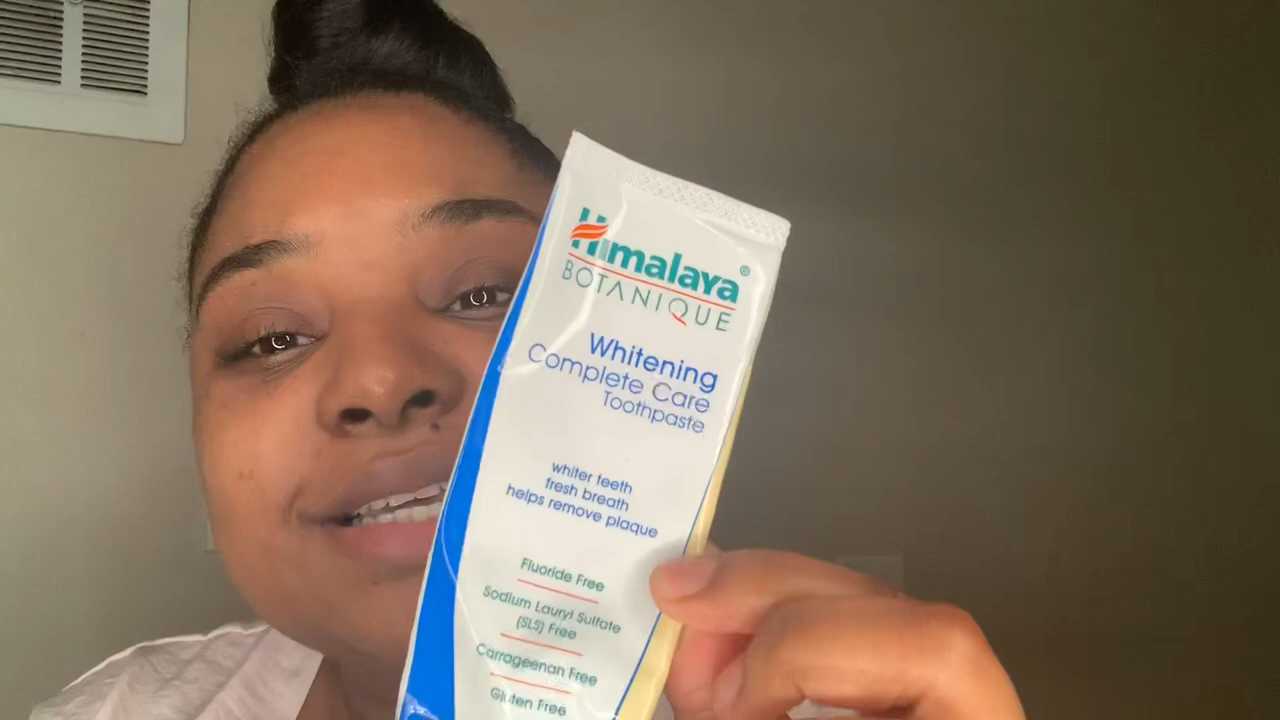 Himalaya®
BOTANIQUE
Whitening
Complete Care
Toothpaste
whiter teeth
fresh breath
helps remove plaque
Fluoride Free
Sodium Lauryl Sulfate
(SLS) Free
Carrageenan Free
Gluten Free